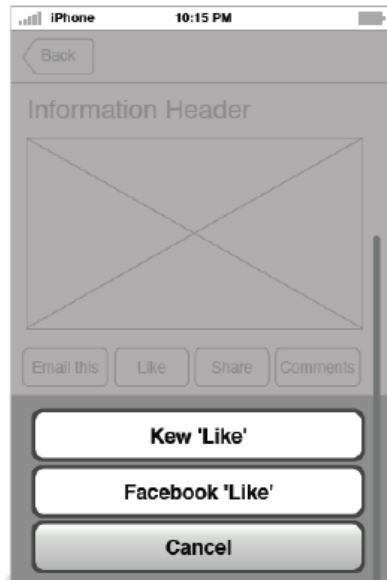 iPhone 10:15 PM
Back
Information Header
Email this Like Share Comments
Kew 'Like'
Facebook 'Like'
Cancel